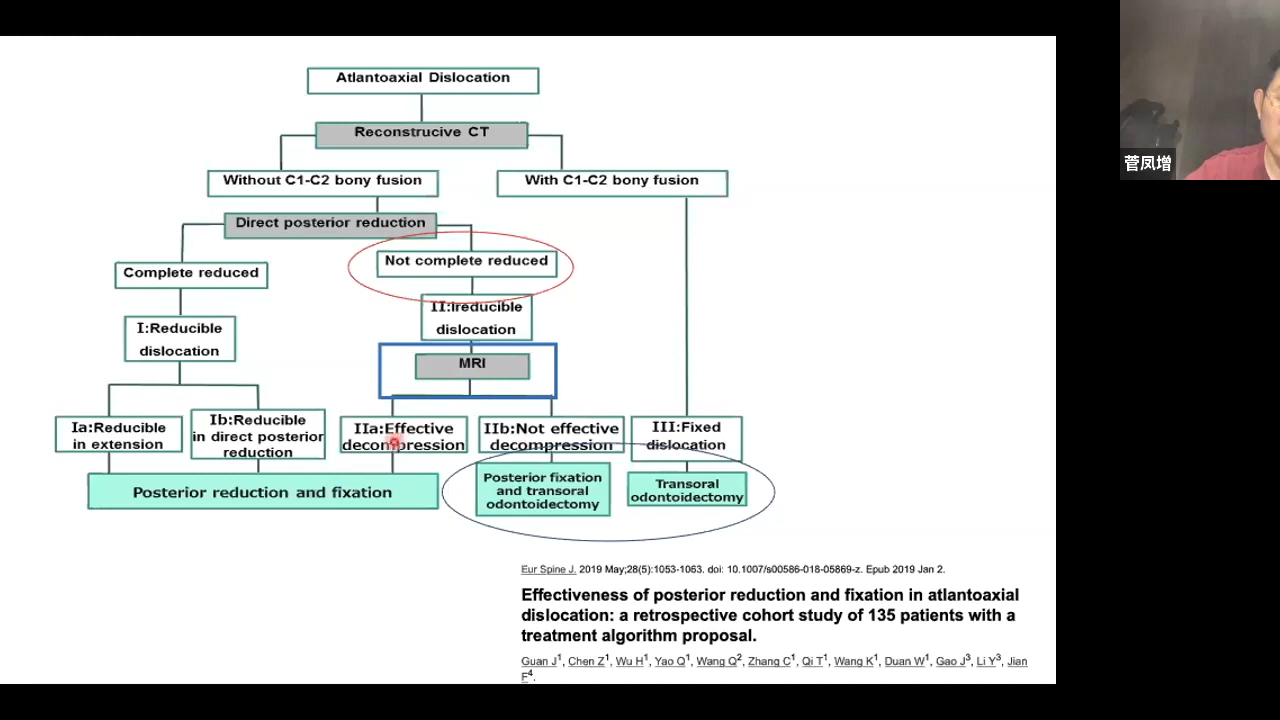 Atlantoaxial Dislocation
Reconstrucive CT
Without C1-C2 bony fusion
With C1-C2 bony fusion
Direct posterior reduction
Complete reduced
Not complete reduced
I:Reducible
dislocation
II:Ireducible
dislocation
MRI
Ia:Reducible
in extension
Ib:Reducible
in direct posterior
reduction
IIa:Effective
decompression
IIb:Not effective
decompression
III:Fixed
dislocation
Posterior reduction and fixation
Posterior fixation
and transoral
odontoidectomy
Transoral
odontoidectomy
Eur Spine J. 2019 May;28(5):1053-1063. doi: 10.1007/s00586-018-05869-z. Epub 2019 Jan 2.
Effectiveness of posterior reduction and fixation in atlantoaxial
dislocation: a retrospective cohort study of 135 patients with a
treatment algorithm proposal.
Guan J1, Chen Z1, Wu H1, Yao Q1, Wang Q2, Zhang C1, Qi T1, Wang K1, Duan W1, Gao J3, Li Y3, Jian
F4.
菅凤增